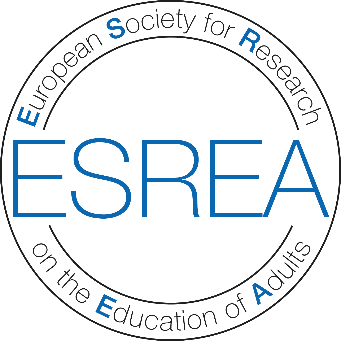 European Society for Research
ESREA
on the Education of Adults